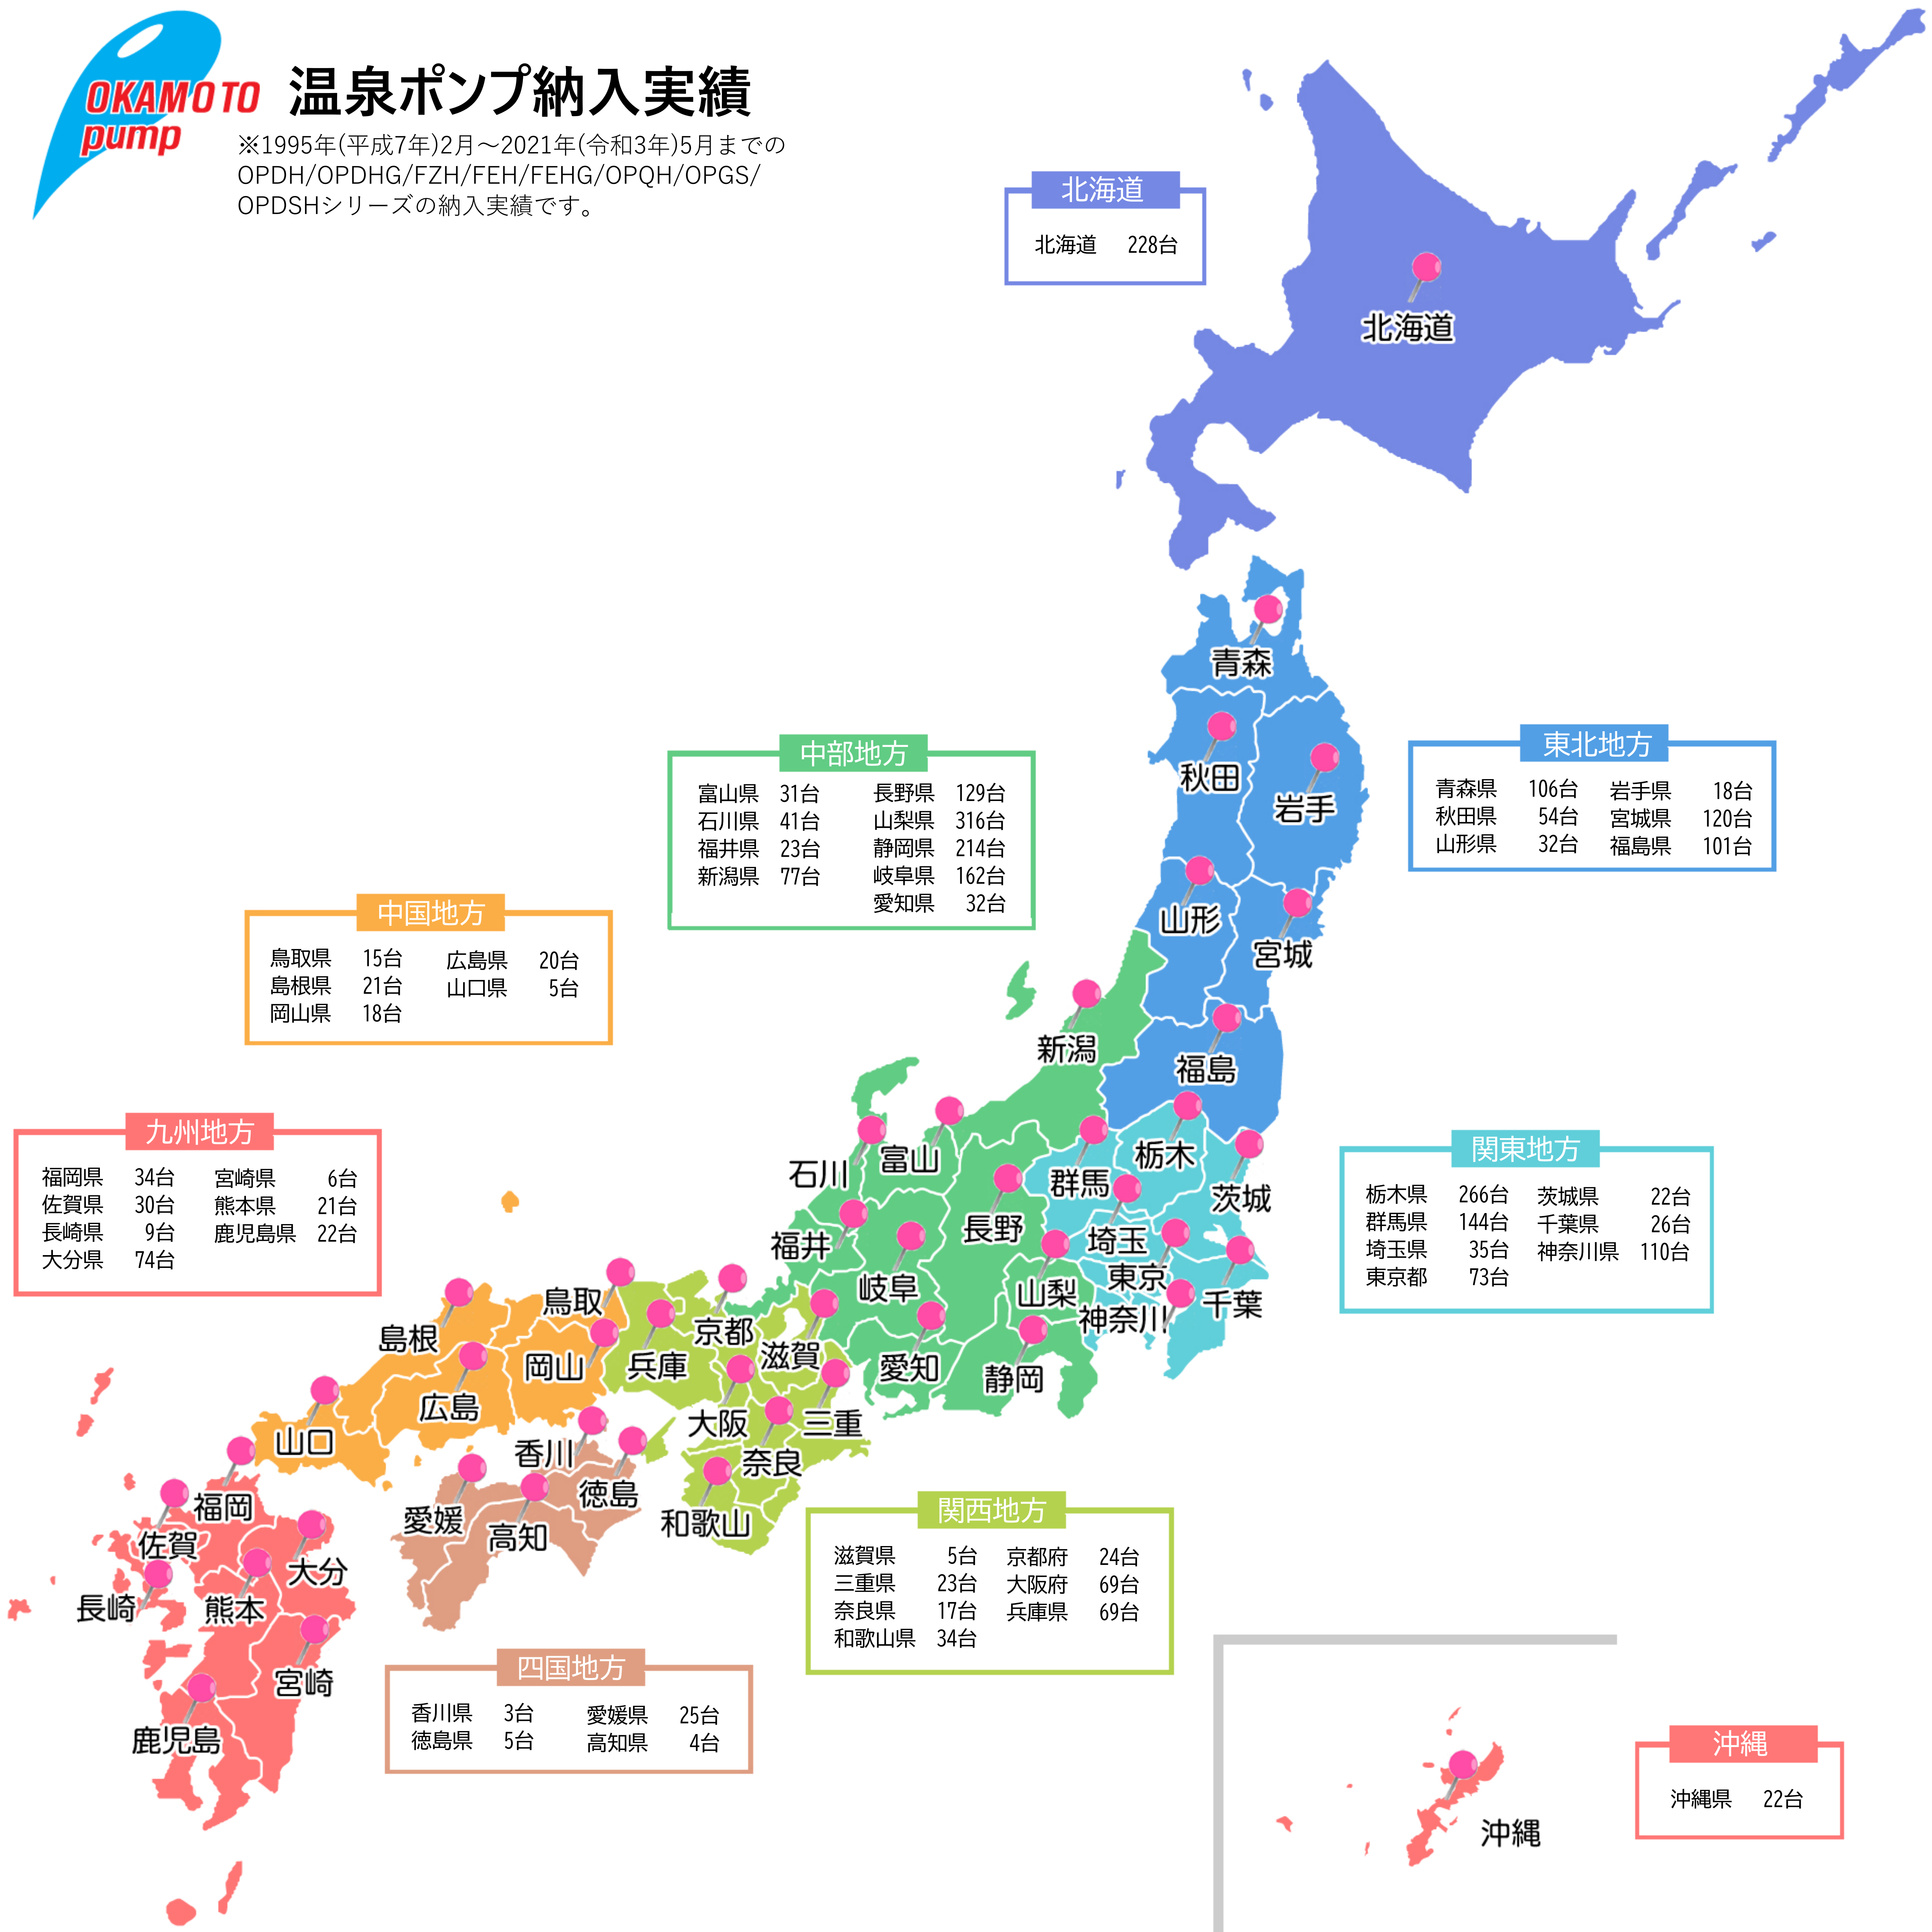 OKAMOTO
pump
温泉ポンプ納入実績
※1995年(平成7年)2月～2021年(令和3年)5月までの
OPDH/OPDHG/FZH/FEH/FEHG/OPQH/OPGS/
OPDSHシリーズの納入実績です。
北海道
北海道 228台
北海道
青森
秋田
岩手
山形
宮城
福島
東北地方
青森県 106台 岩手県 18台
秋田県 54台 宮城県 120台
山形県 32台 福島県 101台
中部地方
富山県 31台 長野県 129台
石川県 41台 山梨県 316台
福井県 23台 静岡県 214台
新潟県 77台 岐阜県 162台
愛知県 32台
中国地方
鳥取県 15台 広島県 20台
島根県 21台 山口県 5台
岡山県 18台
九州地方
福岡県 34台 宮崎県 6台
佐賀県 30台 熊本県 21台
長崎県 9台 鹿児島県 22台
大分県 74台
関東地方
栃木県 266台 茨城県 22台
群馬県 144台 千葉県 26台
埼玉県 35台 神奈川県 110台
東京都 73台
新潟
富山
石川
福井
長野
岐阜
山梨
愛知
静岡
栃木
群馬
茨城
埼玉
東京
千葉
神奈川
鳥取
島根
岡山
広島
山口
京都
兵庫
滋賀
大阪
三重
奈良
和歌山
香川
徳島
愛媛
高知
福岡
佐賀
大分
長崎
熊本
宮崎
鹿児島
関西地方
滋賀県 5台 京都府 24台
三重県 23台 大阪府 69台
奈良県 17台 兵庫県 69台
和歌山県 34台
四国地方
香川県 3台 愛媛県 25台
徳島県 5台 高知県 4台
沖縄
沖縄県 22台
沖縄